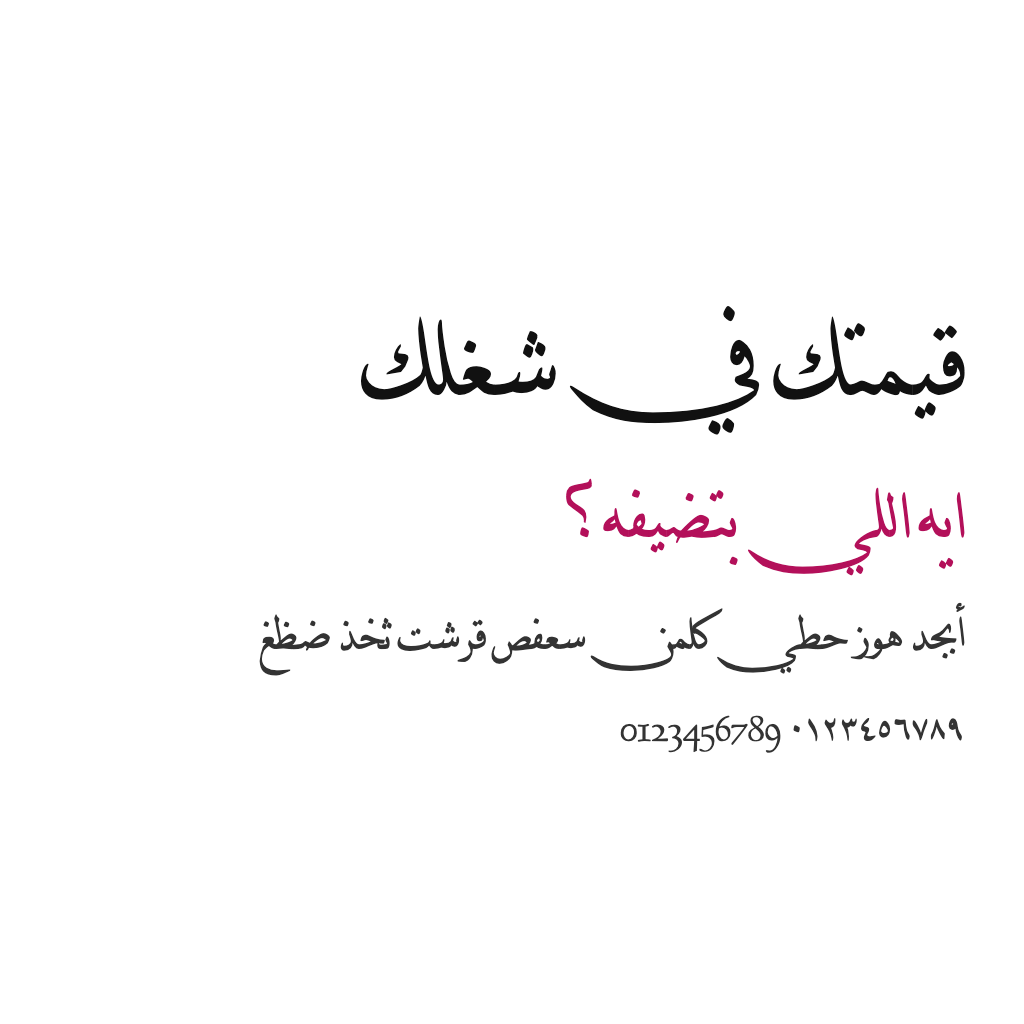 قيمتك في شغلك
ايه اللي بتضيفه؟
أبجد هوز حطي كلمن سعفص قرشت ثخذ ضظغ
٠١٢٣٤٥٦٧٨٩ 0123456789